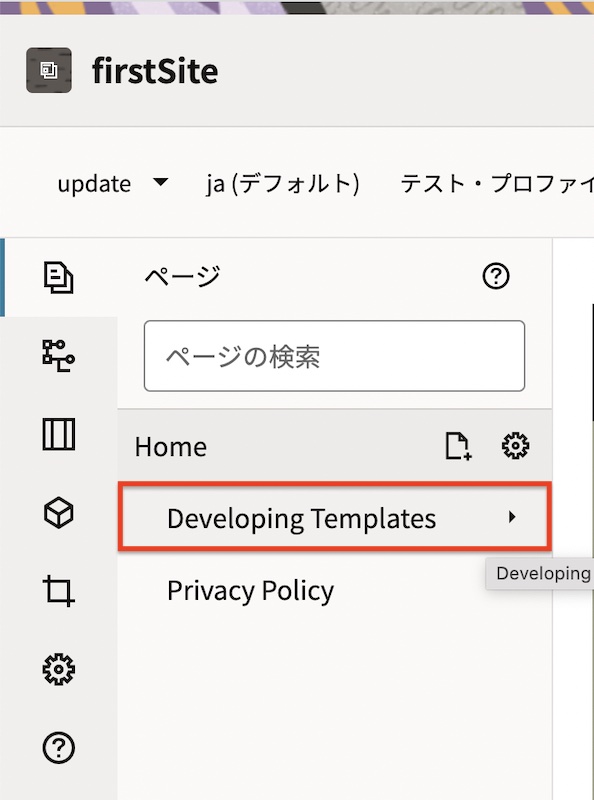 firstSite
update ja (デフォルト) テスト・プロファイ
ページ
ページの検索
Home
Developing Templates
Developing
Privacy Policy